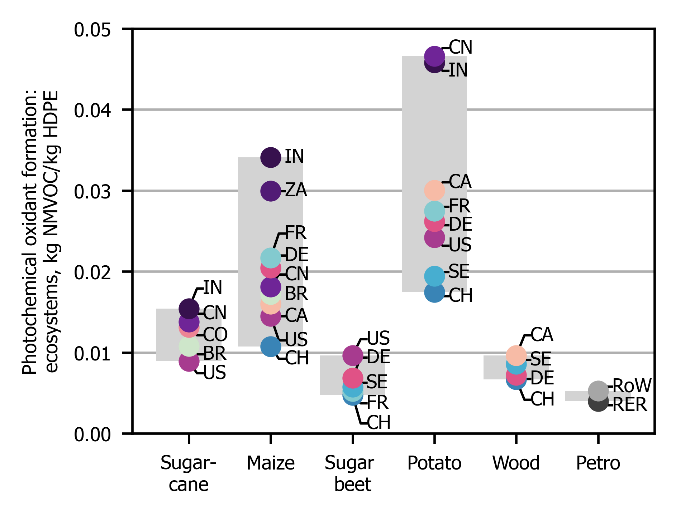 Photochemical oxidant formation:
ecosystems, kg NMVOC/kg HDPE
0.05
0.04
0.03
0.02
0.01
0.00
IN
CN
CO
BR
US
IN
ZA
FR
DE
CN
BR
CA
US
CH
US
DE
SE
FR
CH
CN
IN
CA
FR
DE
US
SE
CH
CA
SE
DE
CH
RoW
RER
Sugar-
cane
Maize
Sugar
beet
Potato
Wood
Petro